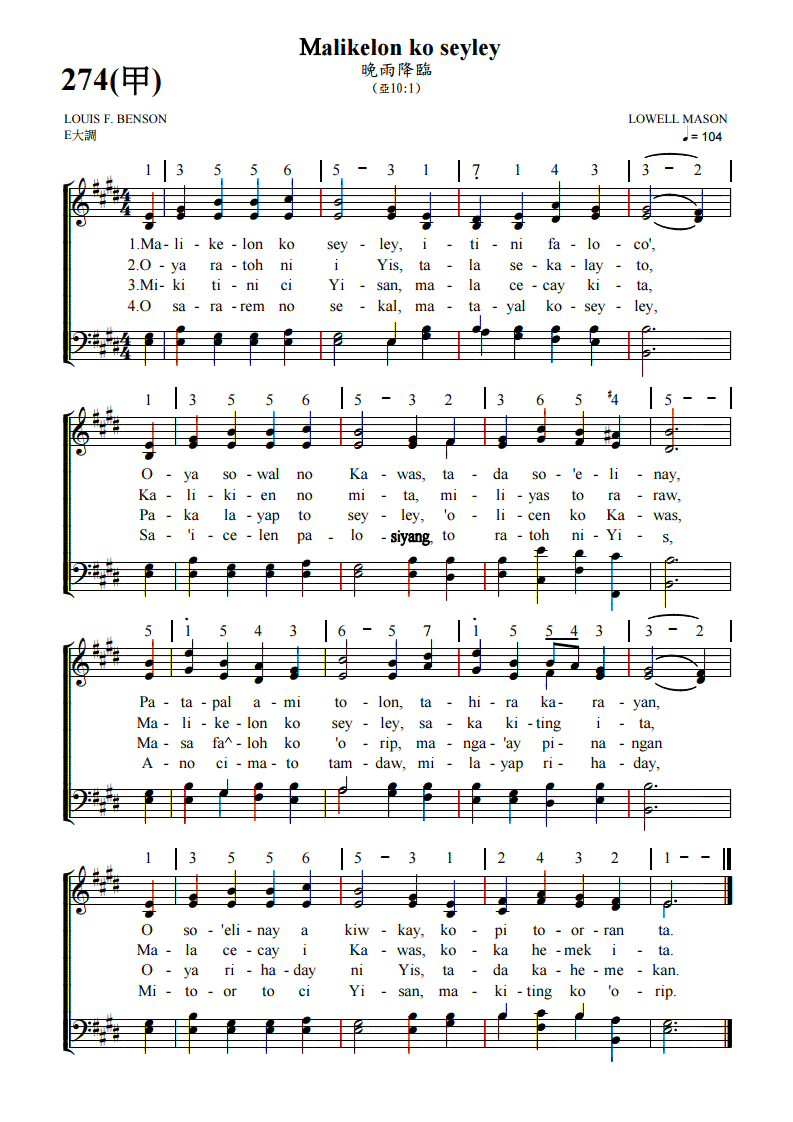 Malikelon ko seyley
晚雨降臨
274(甲)
(亞10:1)
LOUIS F. BENSON
LOWELL MASON
E大調
♩ = 104
1 | 3 5 5 6 | 5 - 3 1 | 7̣ 1 4 3 | 3 - 2 |
1.Ma - li - ke - lon ko sey - ley, i - ti - ni fa - lo - co',
2.O - ya ra - toh ni i Yis, ta - la se - ka - lay - to,
3.Mi - ki ti - ni ci Yi - san, ma - la ce - cay ki - ta,
4.O sa - ra - rem no se - kal, ma - ta - yal ko - sey - ley,
1 | 3 5 5 5 | 5 - 3 2 | 3 6 5 #4 | 5 - - |
O - ya so - wal no Ka - was, ta - da so - 'e - li - nay,
Ka - li - ki - en no mi - ta, mi - li - yas to ra - raw,
Pa - ka la - yap to sey - ley, 'o - li - cen ko Ka - was,
Sa - 'i - ce - len pa - lo - siyang, to ra - toh ni - Yi - s,
5 | 1̇ 5 4 3 | 6 - 5 7 | 1̇ 5 5 4 3 | 3 - 2 |
Pa - ta - pal a - mi to - lon, ta - hi - ra ka - ra - yan,
Ma - li - ke - lon ko sey - ley, sa - ka ki - ting i - ta,
Ma - sa fa^ - loh ko 'o - rip, ma - nga - 'ay pi - na - ngan
A - no ci - ma - to tam - daw, mi - la - yap ri - ha - day,
1 | 3 5 5 6 | 5 - 3 1 | 2 4 3 2 | 1 - - ‖
O so - 'eli - nay a kiw - kay, ko - pi to - or - ran ta.
Ma - la ce - cay i Ka - was, ko - ka he - mek i - ta.
O - ya ri - ha - day ni Yis, ta - da ka - he - me - kan.
Mi - to - or to ci Yi - san, ma - ki - ting ko 'o - rip.